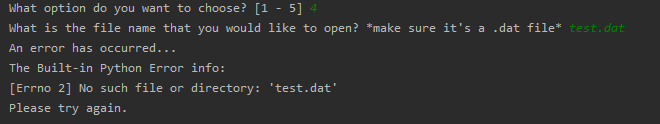 What option do you want to choose? [1 - 5] 4
What is the file name that you would like to open? *make sure it's a .dat file* test.dat
An error has occurred...
The Built-in Python Error info:
[Errno 2] No such file or directory: 'test.dat'
Please try again.